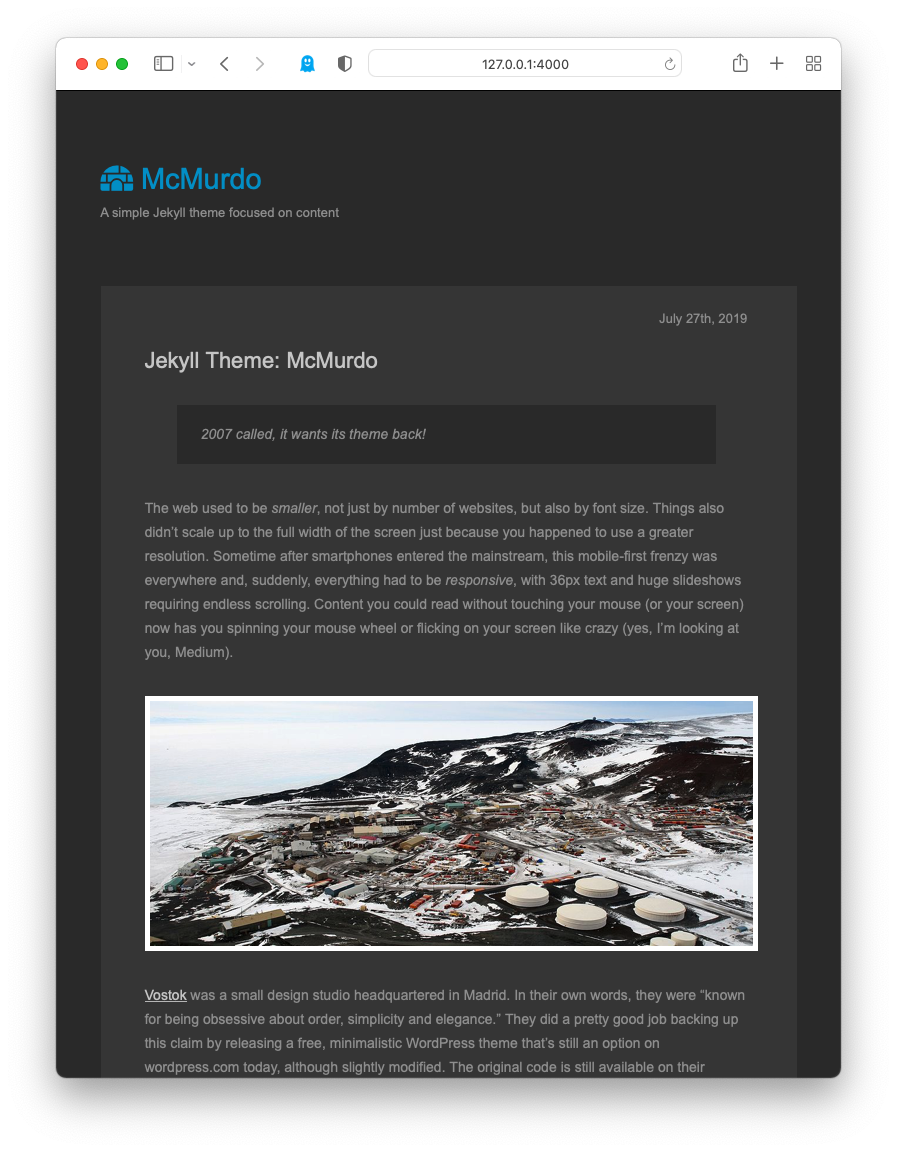 127.0.0.1:4000
McMurdo
A simple Jekyll theme focused on content
July 27th, 2019
Jekyll Theme: McMurdo
2007 called, it wants its theme back!
The web used to be smaller, not just by number of websites, but also by font size. Things also
didn’t scale up to the full width of the screen just because you happened to use a greater
resolution. Sometime after smartphones entered the mainstream, this mobile-first frenzy was
everywhere and, suddenly, everything had to be responsive, with 36px text and huge slideshows
requiring endless scrolling. Content you could read without touching your mouse (or your screen)
now has you spinning your mouse wheel or flicking on your screen like crazy (yes, I’m looking at
you, Medium).
Vostok was a small design studio headquartered in Madrid. In their own words, they were “known
for being obsessive about order, simplicity and elegance.” They did a pretty good job backing up
this claim by releasing a free, minimalistic WordPress theme that’s still an option on
wordpress.com today, although slightly modified. The original code is still available on their